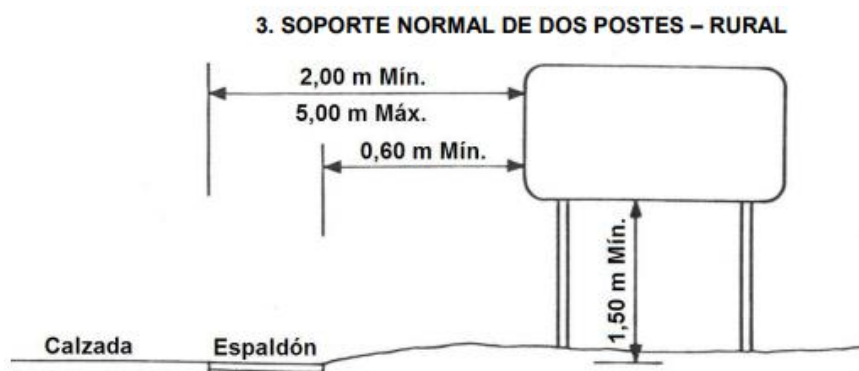 3. SOPORTE NORMAL DE DOS POSTES – RURAL
2,00 m Mín.
5,00 m Máx.
0,60 m Mín.
1,50 m Mín.
Calzada
Espaldón